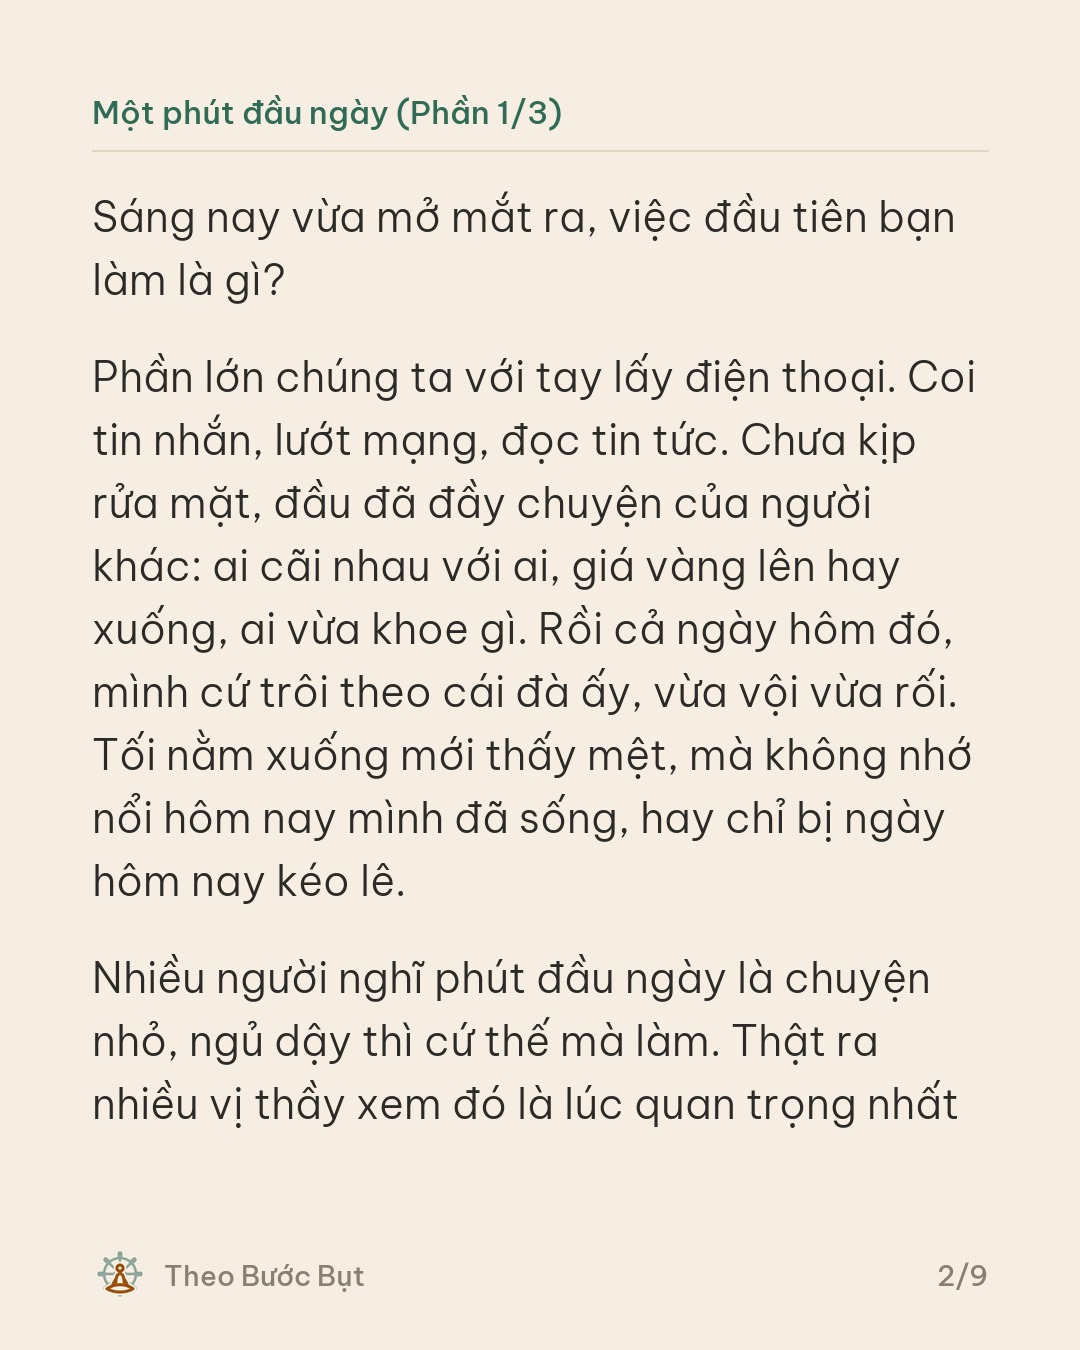 Một phút đầu ngày (Phần 1/3)
Sáng nay vừa mở mắt ra, việc đầu tiên bạn
làm là gì?
Phần lớn chúng ta với tay lấy điện thoại. Coi
tin nhắn, lướt mạng, đọc tin tức. Chưa kịp
rửa mặt, đầu đã đầy chuyện của người
khác: ai cãi nhau với ai, giá vàng lên hay
xuống, ai vừa khoe gì. Rồi cả ngày hôm đó,
mình cứ trôi theo cái đà ấy, vừa vội vừa rối.
Tối nằm xuống mới thấy mệt, mà không nhớ
nổi hôm nay mình đã sống, hay chỉ bị ngày
hôm nay kéo lê.
Nhiều người nghĩ phút đầu ngày là chuyện
nhỏ, ngủ dậy thì cứ thế mà làm. Thật ra
nhiều vị thầy xem đó là lúc quan trọng nhất
Theo Bước Bụt
2/9